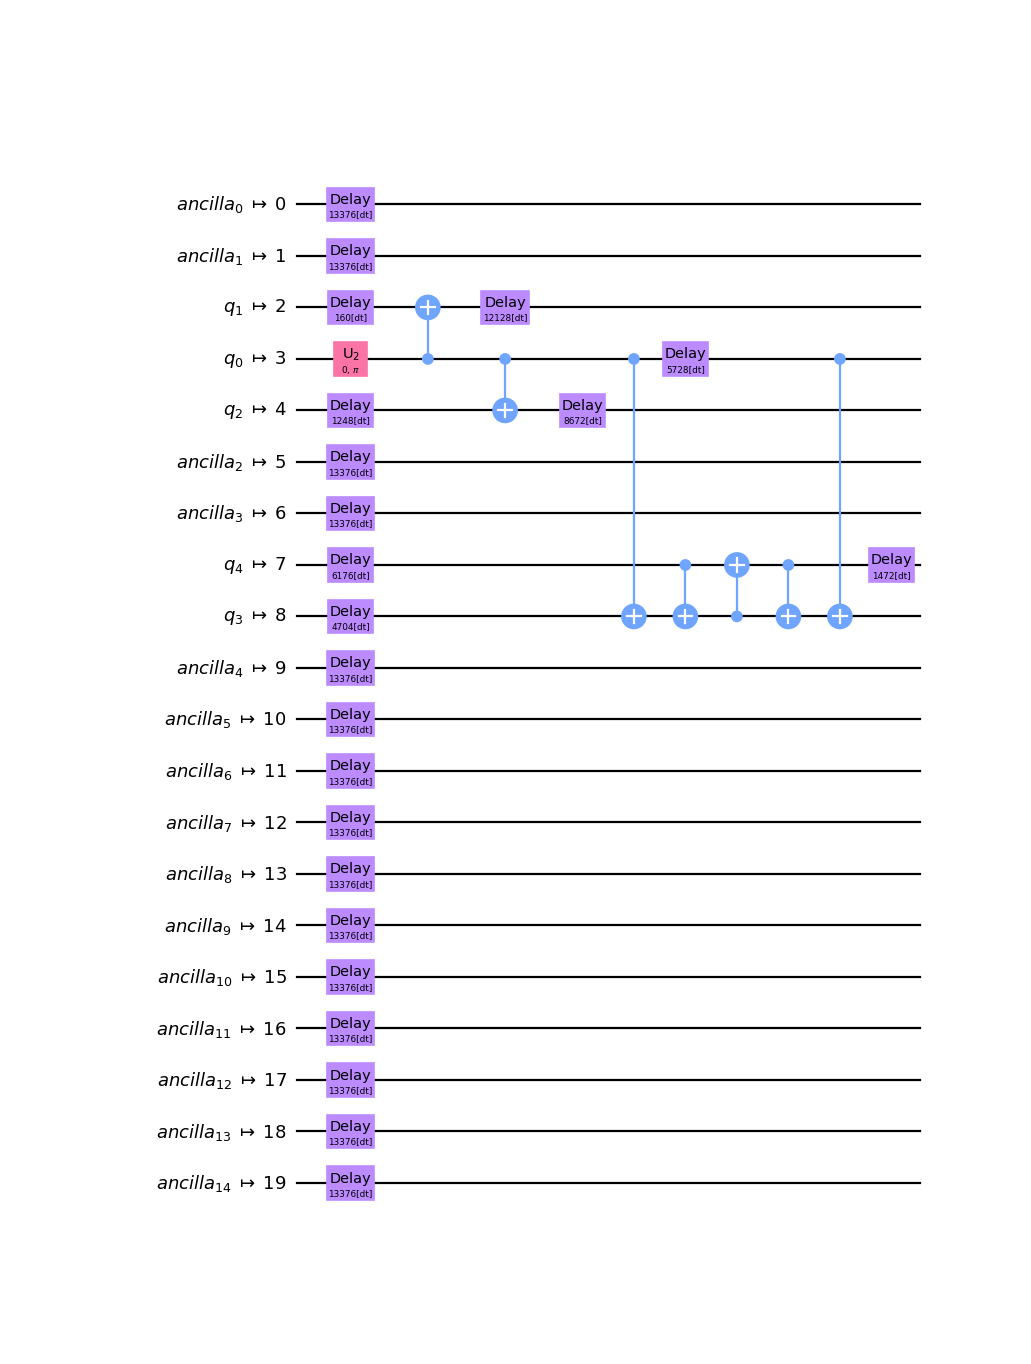 ancilla₀ ↦ 0 Delay 13376[dt]
ancilla₁ ↦ 1 Delay 13376[dt]
q₁ ↦ 2 Delay 160[dt] Delay 12128[dt]
q₀ ↦ 3 U₂ 0, π Delay 5728[dt]
q₂ ↦ 4 Delay 1248[dt] Delay 8672[dt]
ancilla₂ ↦ 5 Delay 13376[dt]
ancilla₃ ↦ 6 Delay 13376[dt]
q₄ ↦ 7 Delay 6176[dt] Delay 1472[dt]
q₃ ↦ 8 Delay 4704[dt]
ancilla₄ ↦ 9 Delay 13376[dt]
ancilla₅ ↦ 10 Delay 13376[dt]
ancilla₆ ↦ 11 Delay 13376[dt]
ancilla₇ ↦ 12 Delay 13376[dt]
ancilla₈ ↦ 13 Delay 13376[dt]
ancilla₉ ↦ 14 Delay 13376[dt]
ancilla₁₀ ↦ 15 Delay 13376[dt]
ancilla₁₁ ↦ 16 Delay 13376[dt]
ancilla₁₂ ↦ 17 Delay 13376[dt]
ancilla₁₃ ↦ 18 Delay 13376[dt]
ancilla₁₄ ↦ 19 Delay 13376[dt]